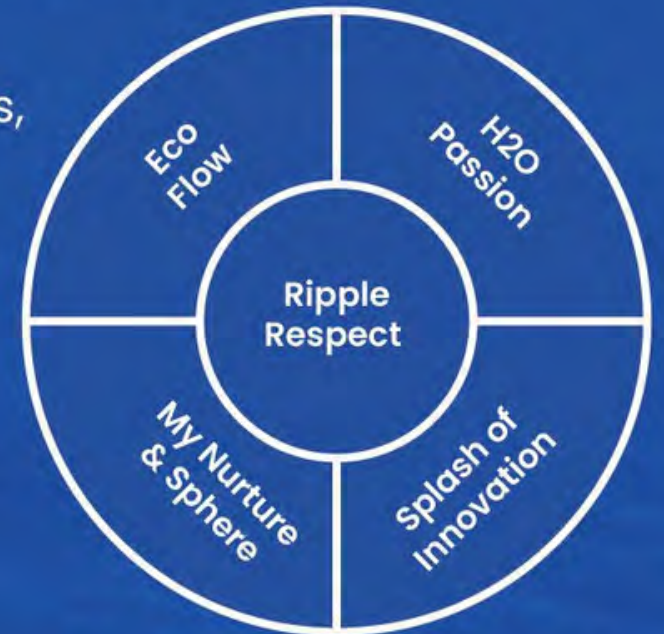 Eco
Flow
H2O
Passion
Ripple
Respect
My Nurture
& Sphere
Splash of
Innovation